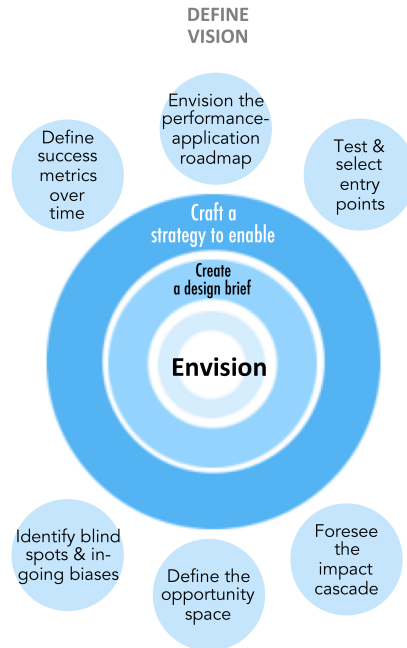 DEFINE
VISION
Envision the
performance-
application
roadmap
Define
success
metrics
over
time
Test &
select
entry
points
Craft a
strategy to enable
Create
a design brief
Envision
Identify blind
spots & in-
going biases
Define the
opportunity
space
Foresee
the
impact
cascade